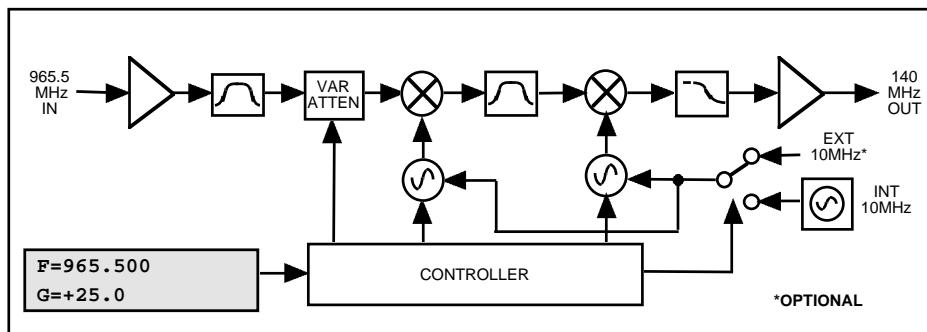 965.5
MHz
IN
VAR
ATTEN
140
MHz
OUT
EXT
10MHz*
INT
10MHz
F=965.500
G=+25.0
CONTROLLER
*OPTIONAL